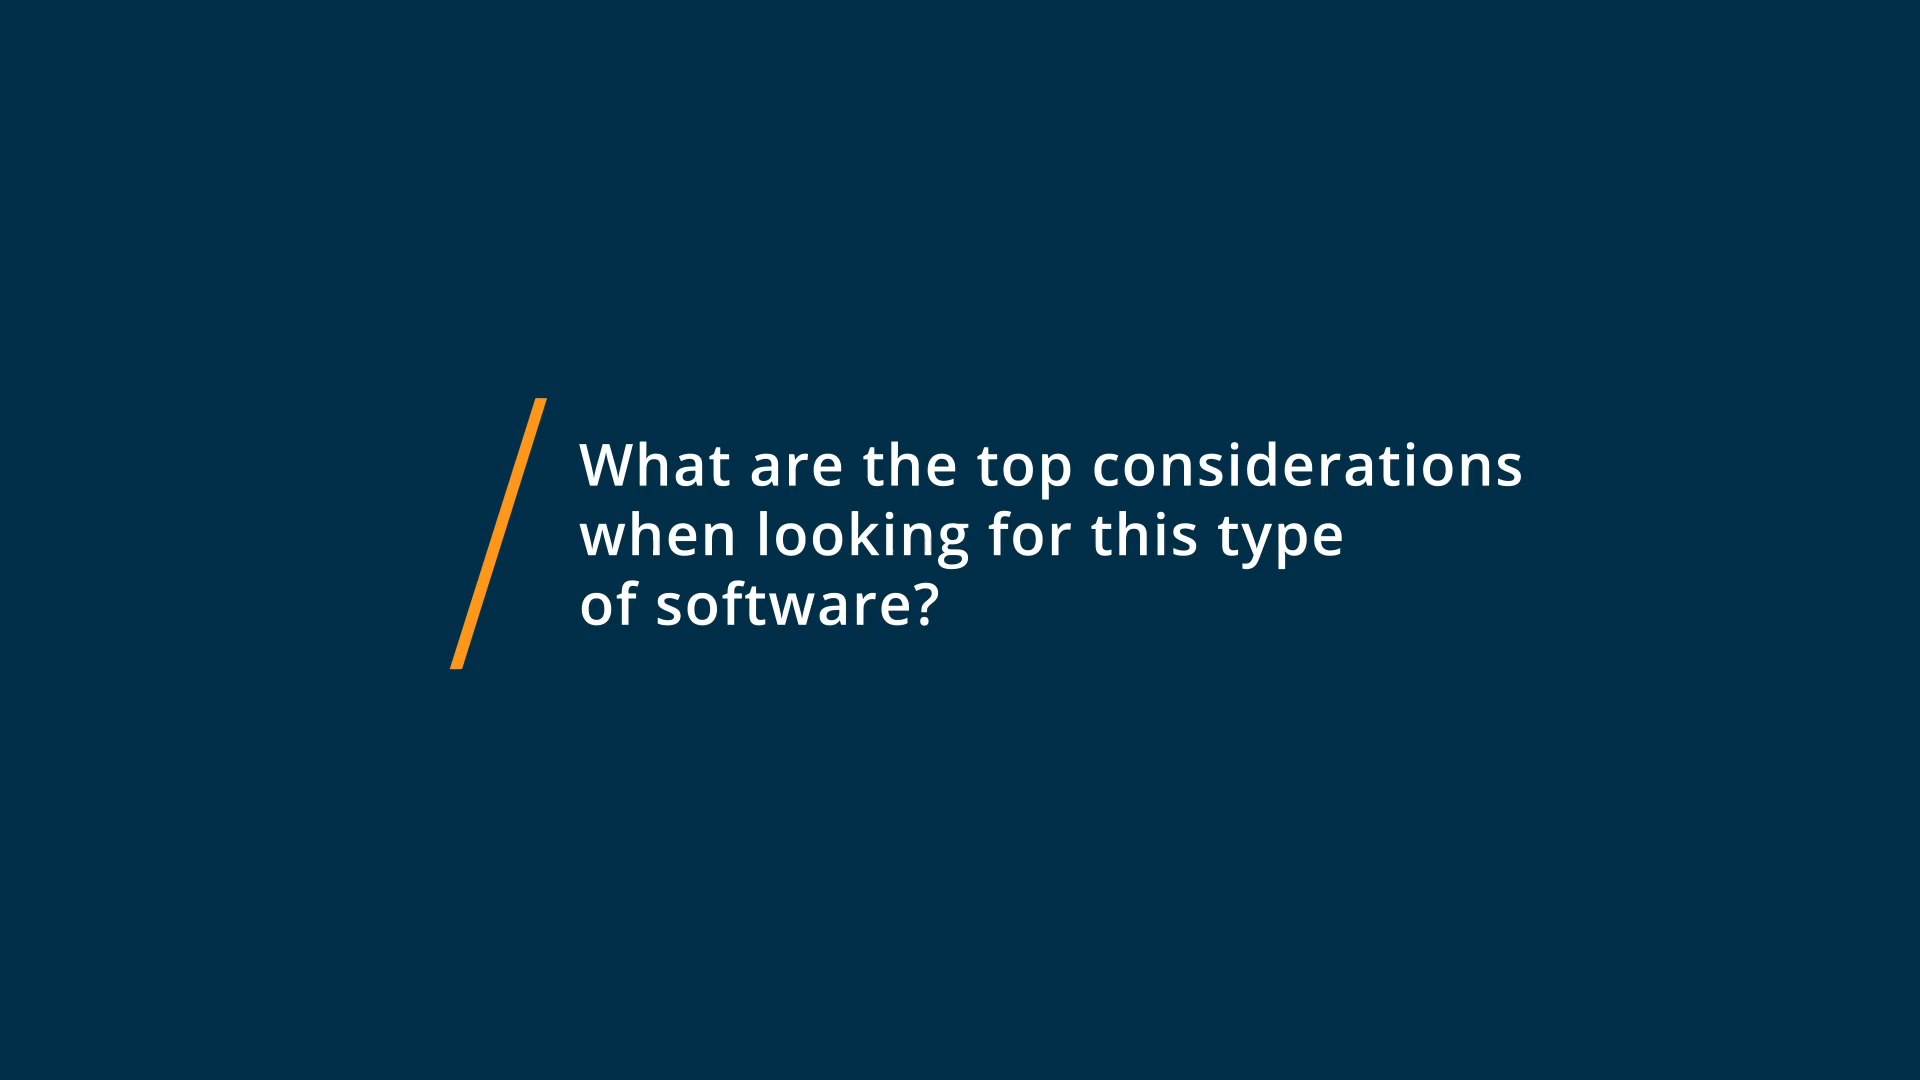 What are the top considerations
when looking for this type
of software?